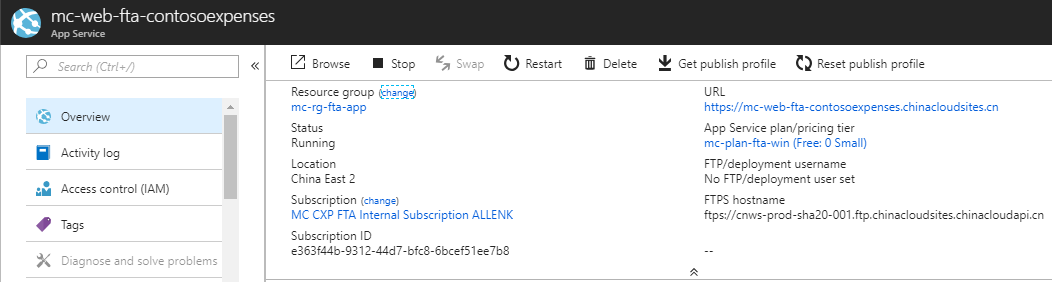 mc-web-fta-contosoexpenses
App Service
Search (Ctrl+/)
«
Overview
Activity log
Access control (IAM)
Tags
Diagnose and solve problems
Browse Stop Swap Restart Delete Get publish profile Reset publish profile
Resource group (change)
mc-rg-fta-app
Status
Running
Location
China East 2
Subscription (change)
MC CXP FTA Internal Subscription ALLENK
Subscription ID
e363f44b-9312-44d7-bfc8-6bcef51ee7b8
URL
https://mc-web-fta-contosoexpenses.chinacloudsites.cn
App Service plan/pricing tier
mc-plan-fta-win (Free: 0 Small)
FTP/deployment username
No FTP/deployment user set
FTPS hostname
ftps://cnws-prod-sha20-001.ftp.chinacloudsites.chinacloudapi.cn
--